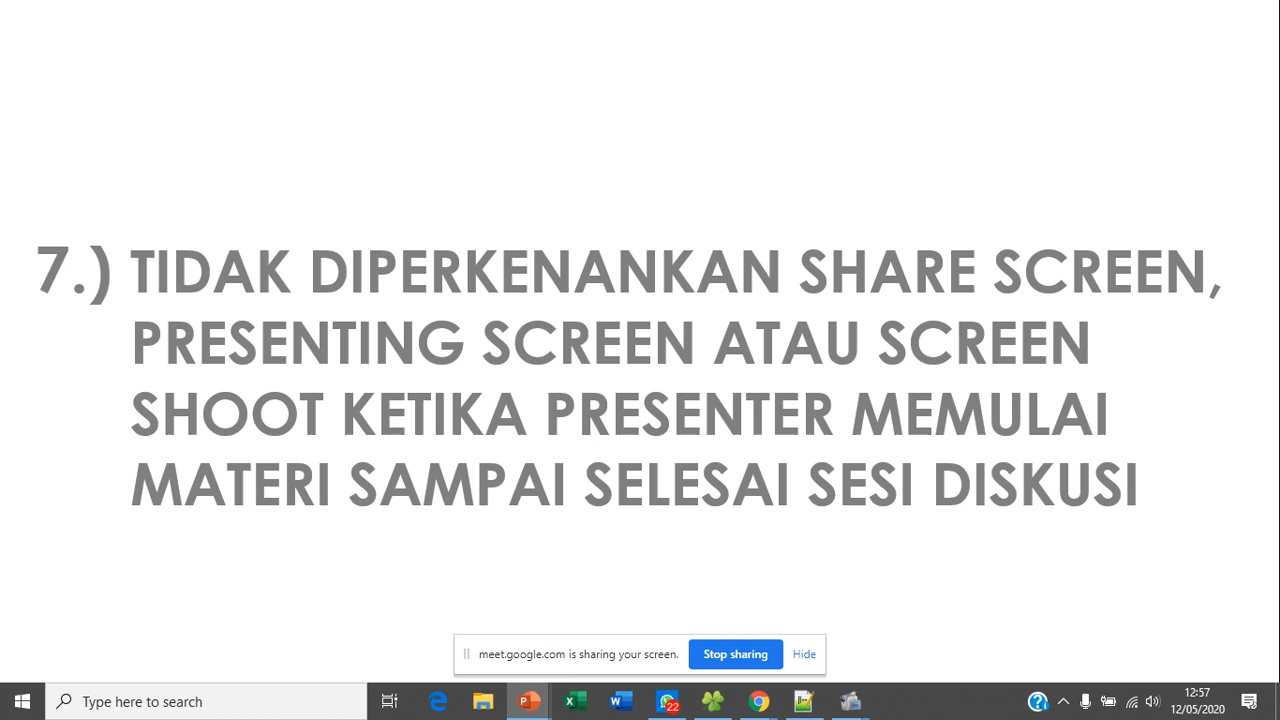 7.) TIDAK DIPERKENANKAN SHARE SCREEN,
PRESENTING SCREEN ATAU SCREEN
SHOOT KETIKA PRESENTER MEMULAI
MATERI SAMPAI SELESAI SESI DISKUSI
meet.google.com is sharing your screen. Stop sharing Hide
Type here to search
22
12:57
12/05/2020